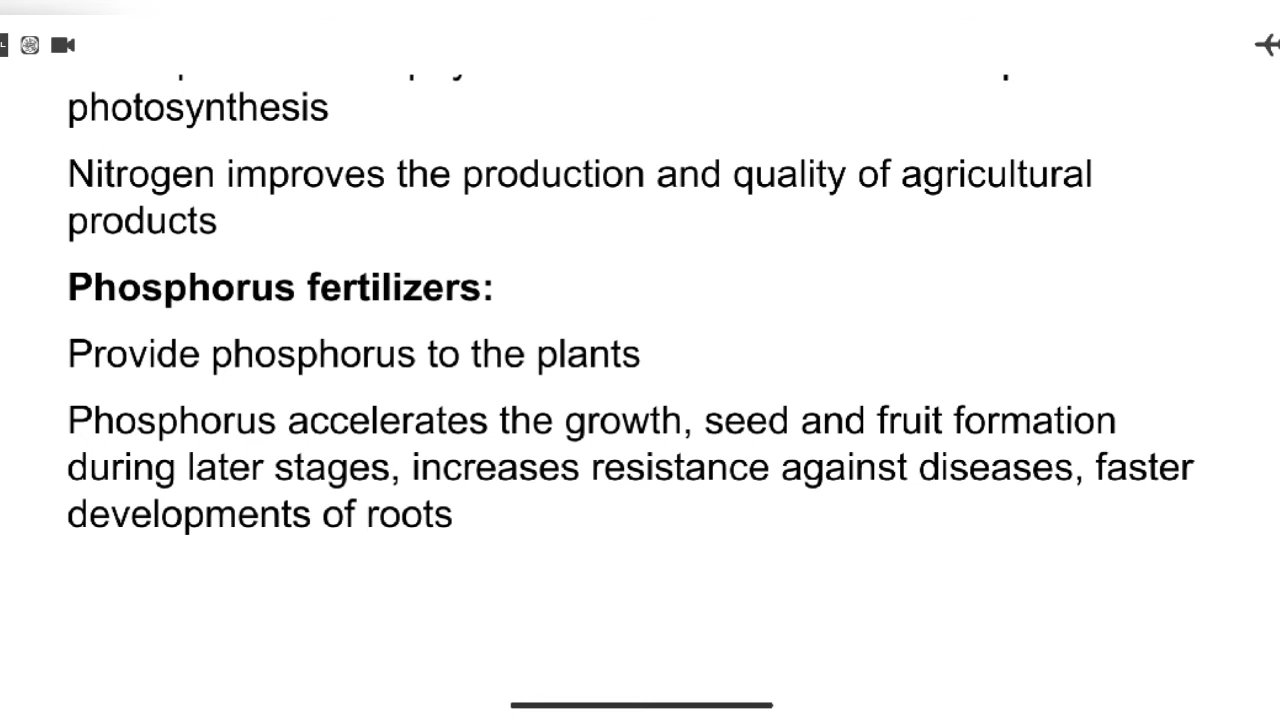 photosynthesis
Nitrogen improves the production and quality of agricultural
products
Phosphorus fertilizers:
Provide phosphorus to the plants
Phosphorus accelerates the growth, seed and fruit formation
during later stages, increases resistance against diseases, faster
developments of roots